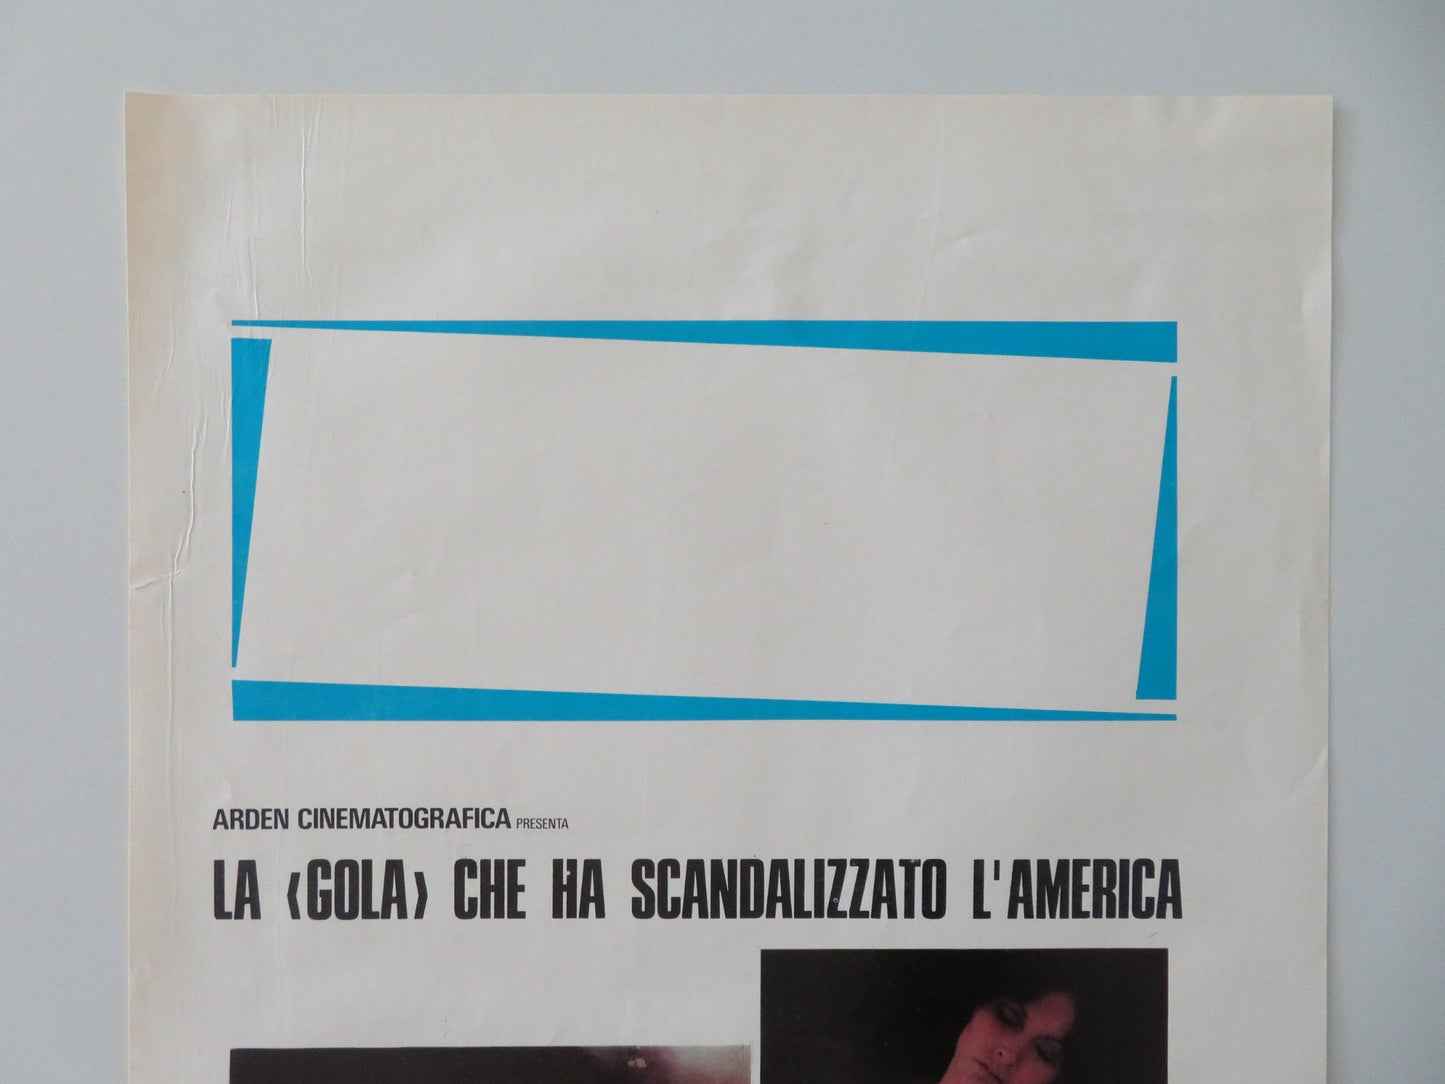 ARDEN CINEMATOGRAFICA PRESENTA
LA ‹GOLA› CHE HA SCANDALIZZATO L'AMERICA